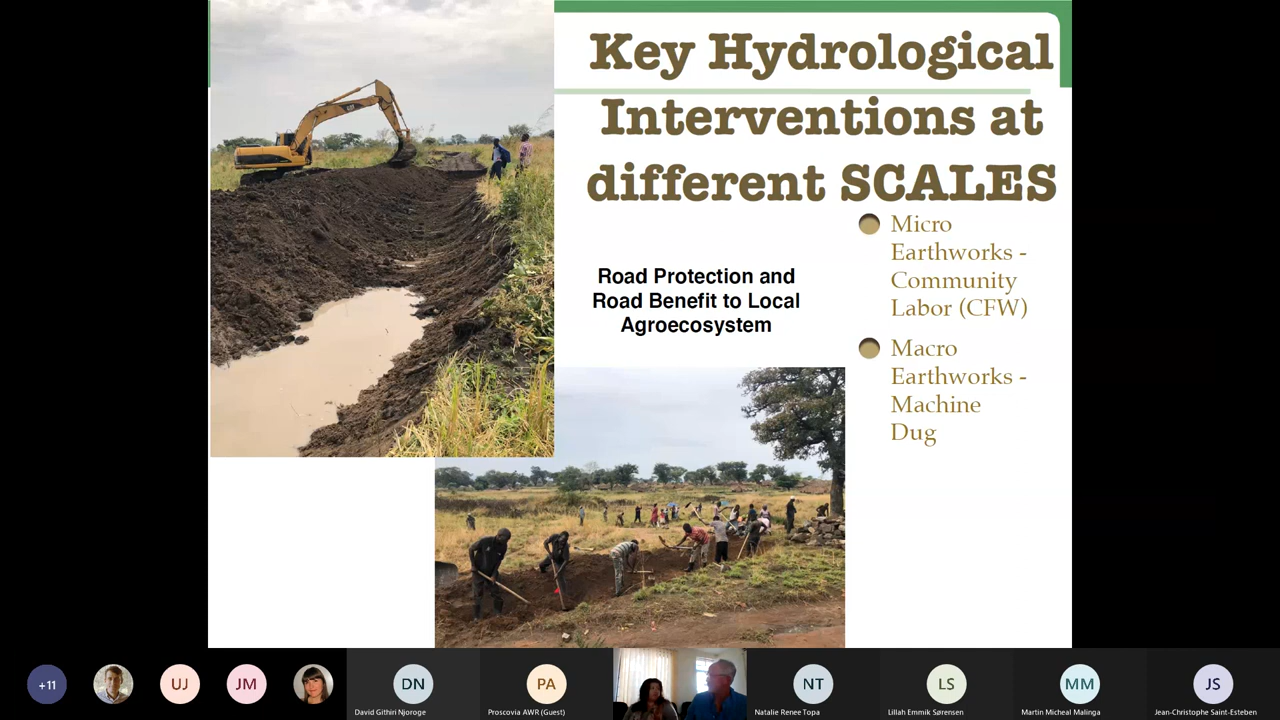 Key Hydrological
Interventions at
different SCALES
Micro
Earthworks -
Community
Labor (CFW)
Macro
Earthworks -
Machine
Dug
Road Protection and
Road Benefit to Local
Agroecosystem
+11
UJ
JM
DN
David Githiri Njoroge
PA
Proscovia AWR (Guest)
NT
Natalie Renee Topa
LS
Lillah Emmik Sørensen
MM
Martin Micheal Malinga
JS
Jean-Christophe Saint-Esteben